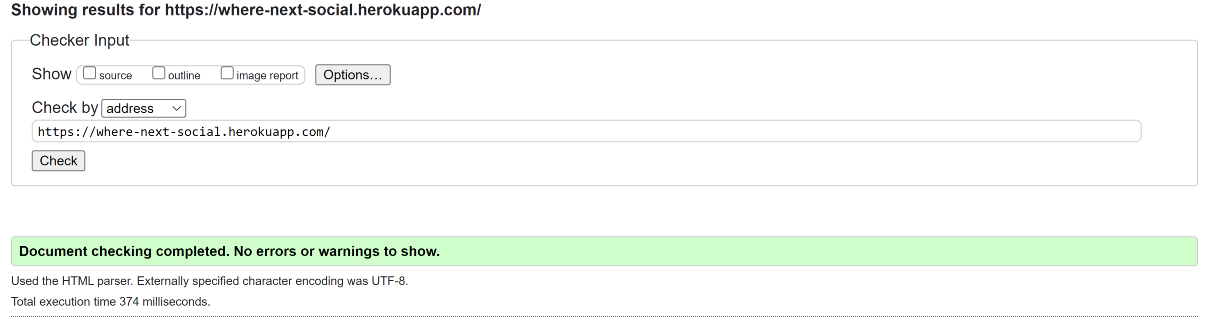 Showing results for https://where-next-social.herokuapp.com/
Checker Input
Show source outline image report Options...
Check by address
https://where-next-social.herokuapp.com/
Check
Document checking completed. No errors or warnings to show.
Used the HTML parser. Externally specified character encoding was UTF-8.
Total execution time 374 milliseconds.